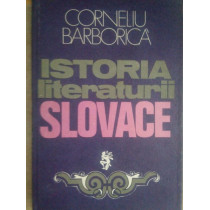 CORNELIU
BARBORICĂ
ISTORIA
literaturii
SLOVACE